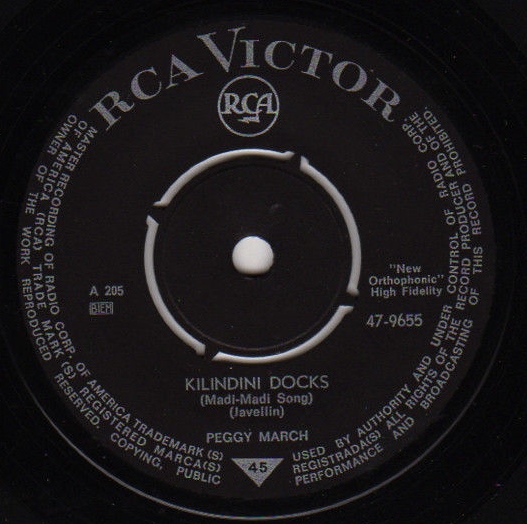 RCA VICTOR
RCA
A 205
BIEM
"New
Orthophonic"
High Fidelity
47-9655
KILINDINI DOCKS
(Madi-Madi Song)
(Javellin)
PEGGY MARCH
45
MASTER RECORDING OF RADIO CORP. OF AMERICA TRADEMARK (S)
OF AMERICA (RCA). TRADE MARK (S) REGISTERED MARCA(S)
OWNER OF THE WORK REPRODUCED RESERVED. COPYING, PUBLIC
USED BY AUTHORITY AND UNDER CONTROL OF RADIO CORP.
REGISTRADA(S) ALL RIGHTS OF THE RECORD PRODUCER AND OF THE
PERFORMANCE AND BROADCASTING OF THIS RECORD PROHIBITED.